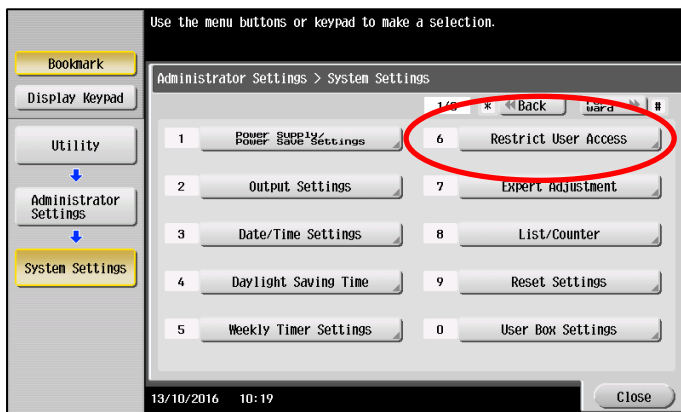 Use the menu buttons or keypad to make a selection.
Bookmark
Display Keypad
Utility
Administrator
Settings
System Settings
Administrator Settings > System Settings
* Back #
1 Power Supply/
Power Save Settings
6 Restrict User Access
2 Output Settings
7 Expert Adjustment
3 Date/Time Settings
8 List/Counter
4 Daylight Saving Time
9 Reset Settings
5 Weekly Timer Settings
0 User Box Settings
13/10/2016 10:19
Close